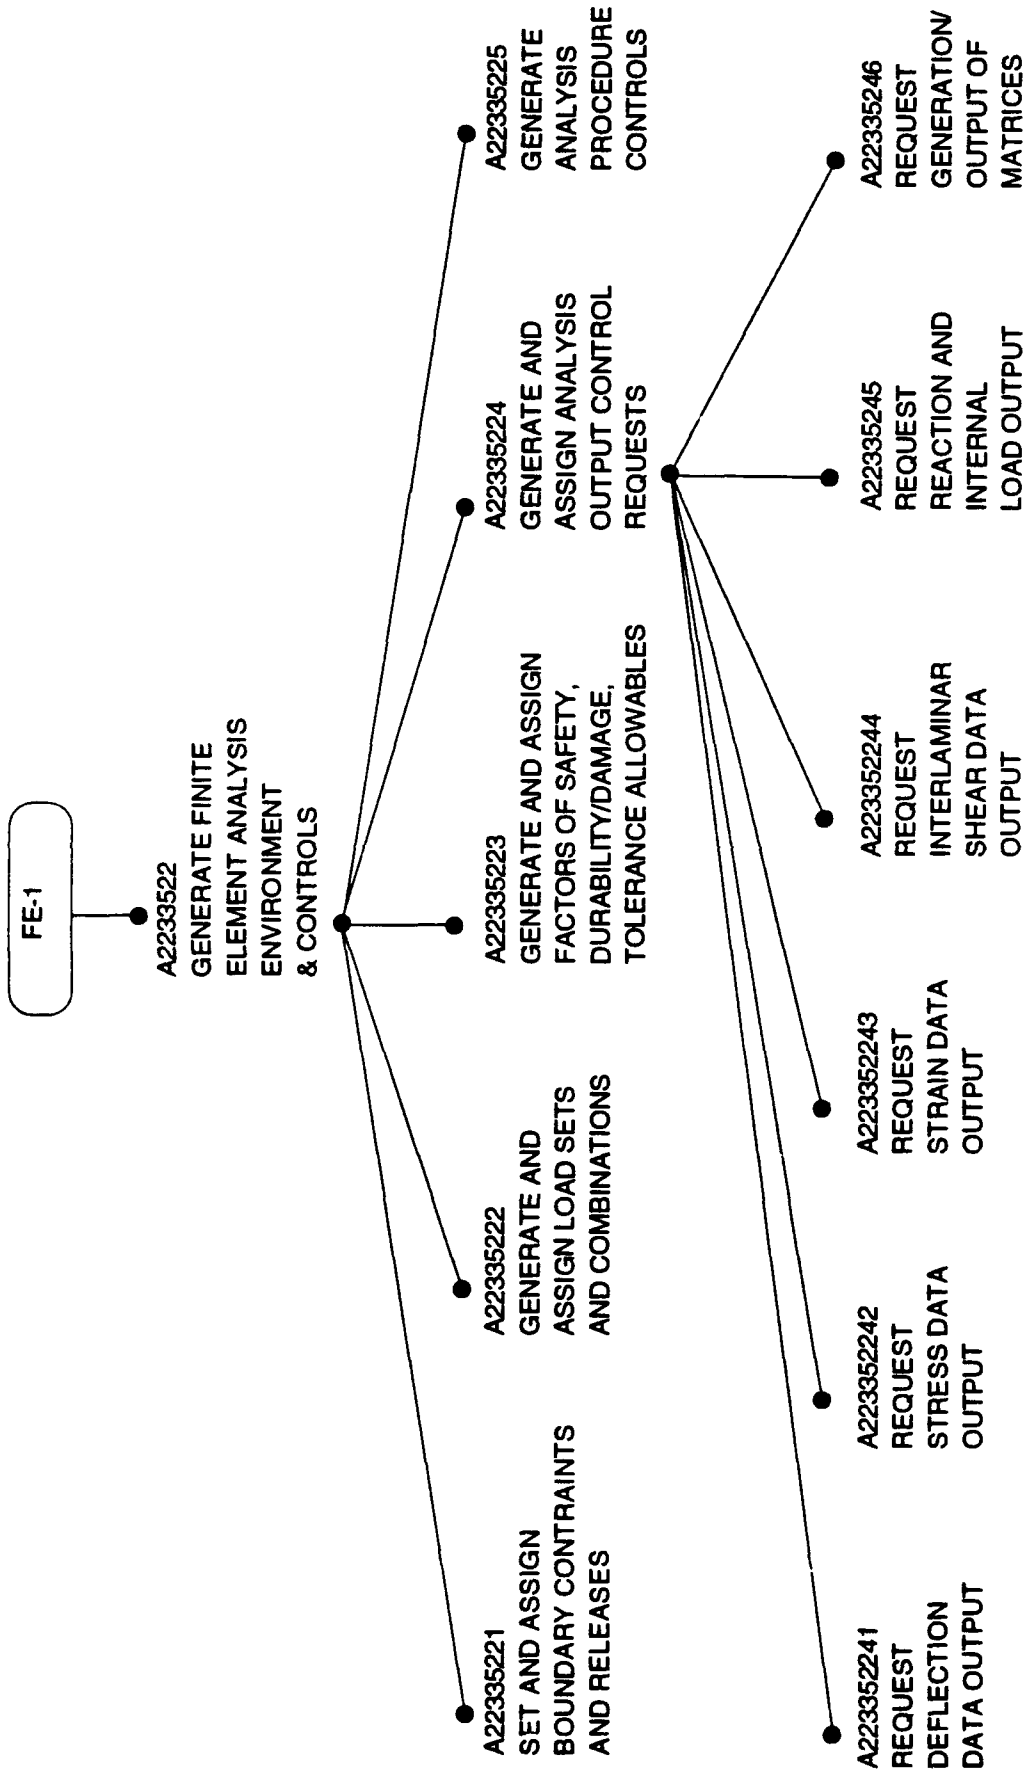 FE-1
A2233522
GENERATE FINITE
ELEMENT ANALYSIS
ENVIRONMENT
& CONTROLS
A22335221
SET AND ASSIGN
BOUNDARY CONTRAINTS
AND RELEASES
A22335222
GENERATE AND
ASSIGN LOAD SETS
AND COMBINATIONS
A22335223
GENERATE AND ASSIGN
FACTORS OF SAFETY,
DURABILITY/DAMAGE,
TOLERANCE ALLOWABLES
A22335224
GENERATE AND
ASSIGN ANALYSIS
OUTPUT CONTROL
REQUESTS
A22335225
GENERATE
ANALYSIS
PROCEDURE
CONTROLS
A223352241
REQUEST
DEFLECTION
DATA OUTPUT
A223352242
REQUEST
STRESS DATA
OUTPUT
A223352243
REQUEST
STRAIN DATA
OUTPUT
A223352244
REQUEST
INTERLAMINAR
SHEAR DATA
OUTPUT
A22335245
REQUEST
REACTION AND
INTERNAL
LOAD OUTPUT
A22335246
REQUEST
GENERATION/
OUTPUT OF
MATRICES